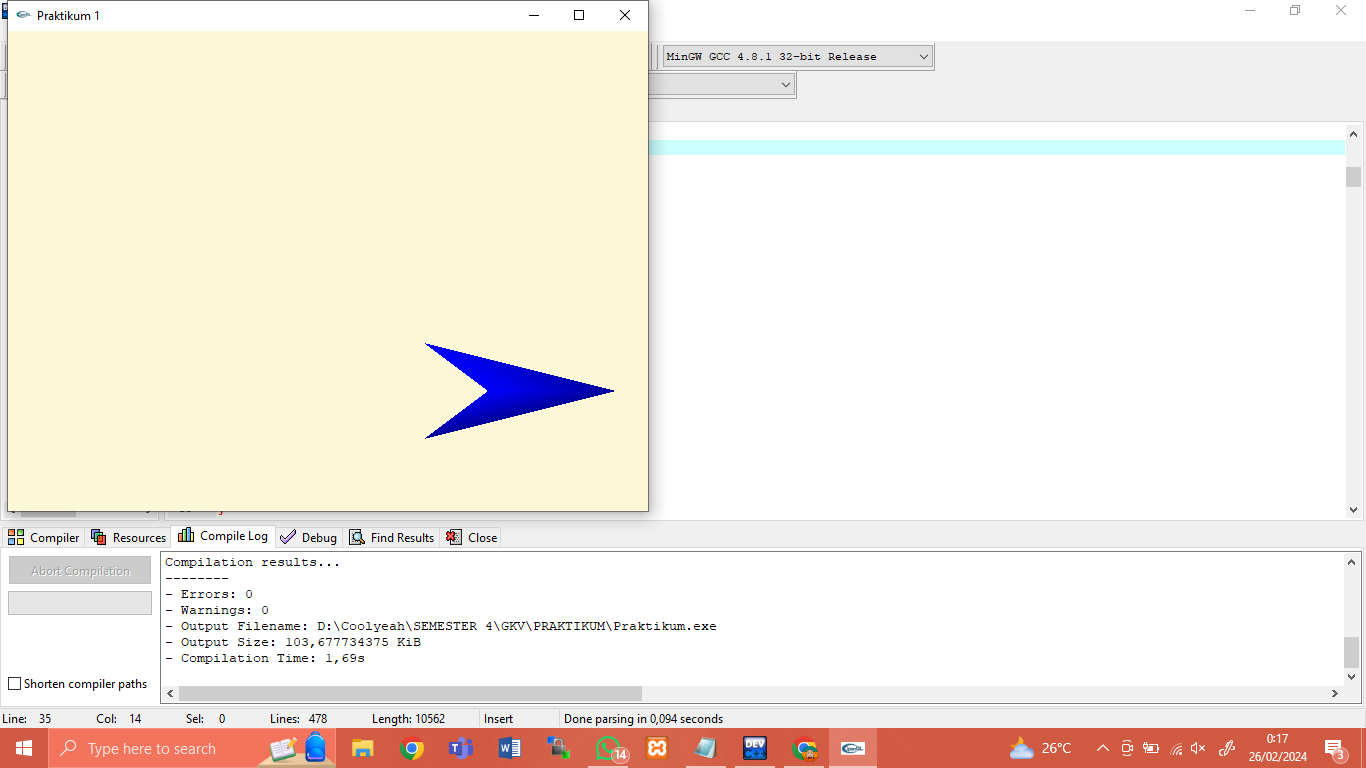 Praktikum 1
MinGW GCC 4.8.1 32-bit Release
Compiler Resources Compile Log Debug Find Results Close
Abort Compilation
Shorten compiler paths
Compilation results...
--------
- Errors: 0
- Warnings: 0
- Output Filename: D:\Coolyeah\SEMESTER 4\GKV\PRAKTIKUM\Praktikum.exe
- Output Size: 103,677734375 KiB
- Compilation Time: 1,69s
Line: 35 Col: 14 Sel: 0 Lines: 478 Length: 10562 Insert Done parsing in 0,094 seconds
Type here to search
14
DEV
26°C
0:17
26/02/2024
3